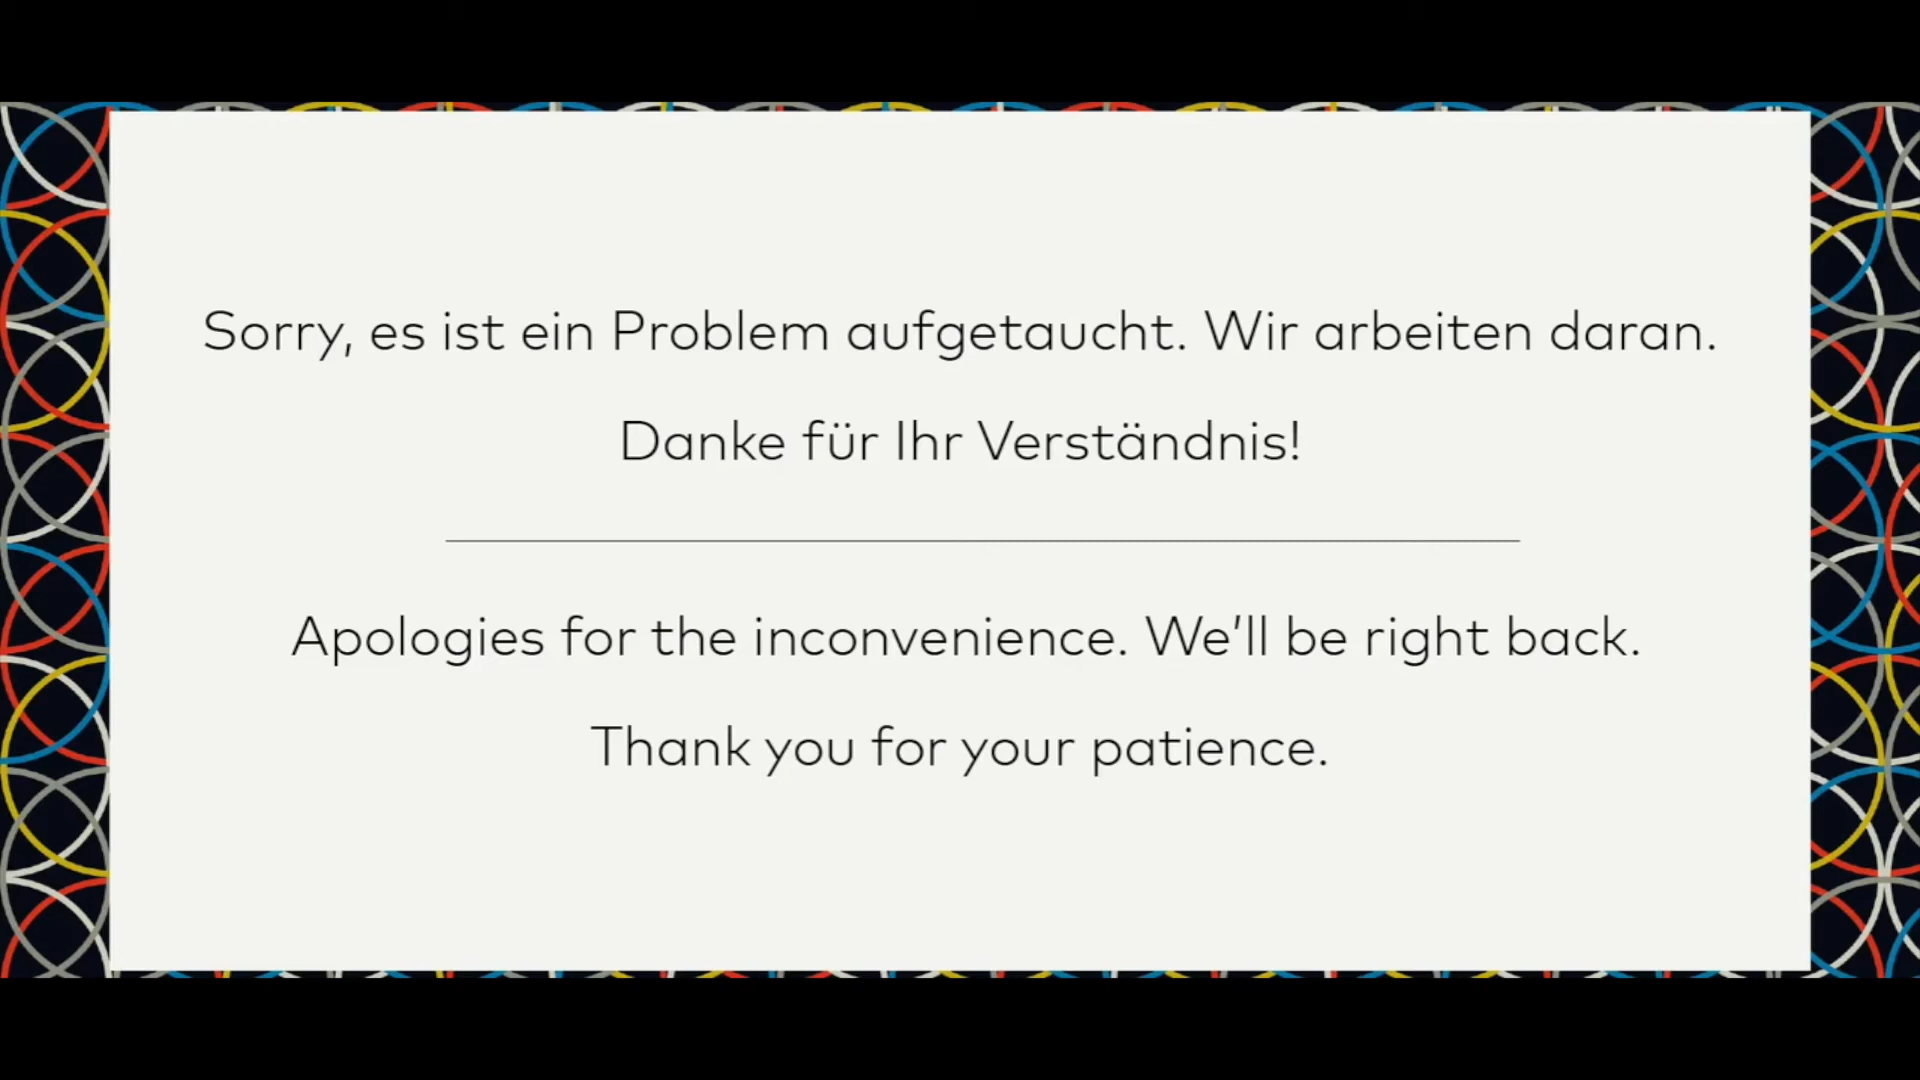 Sorry, es ist ein Problem aufgetaucht. Wir arbeiten daran.
Danke für Ihr Verständnis!
Apologies for the inconvenience. We’ll be right back.
Thank you for your patience.